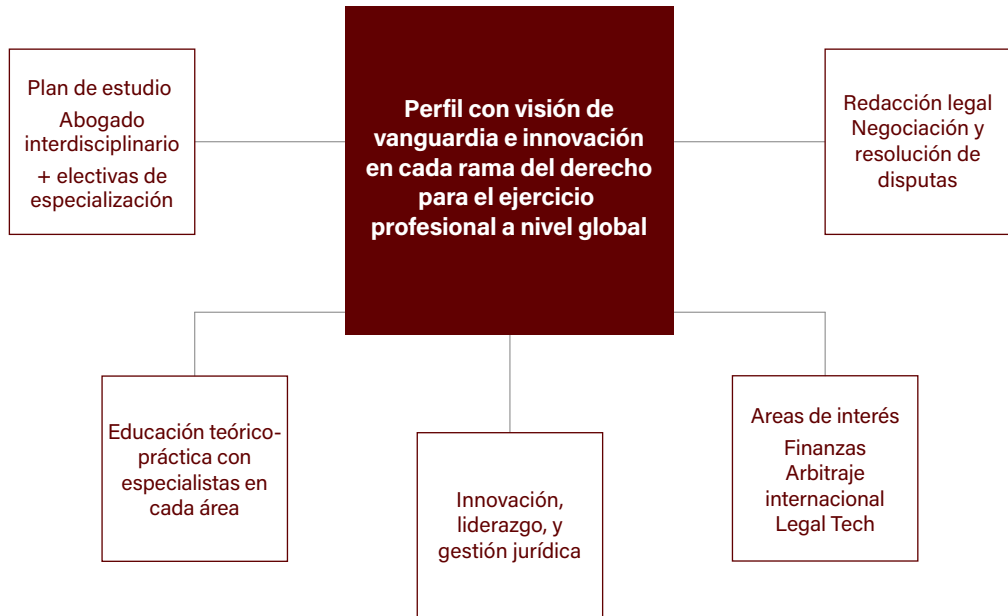 Plan de estudio
Abogado
interdisciplinario
+ electivas de
especialización
Perfil con visión de
vanguardia e innovación
en cada rama del derecho
para el ejercicio
profesional a nivel global
Redacción legal
Negociación y
resolución de
disputas
Educación teórico-
práctica con
especialistas en
cada área
Innovación,
liderazgo, y
gestión jurídica
Areas de interés
Finanzas
Arbitraje
internacional
Legal Tech